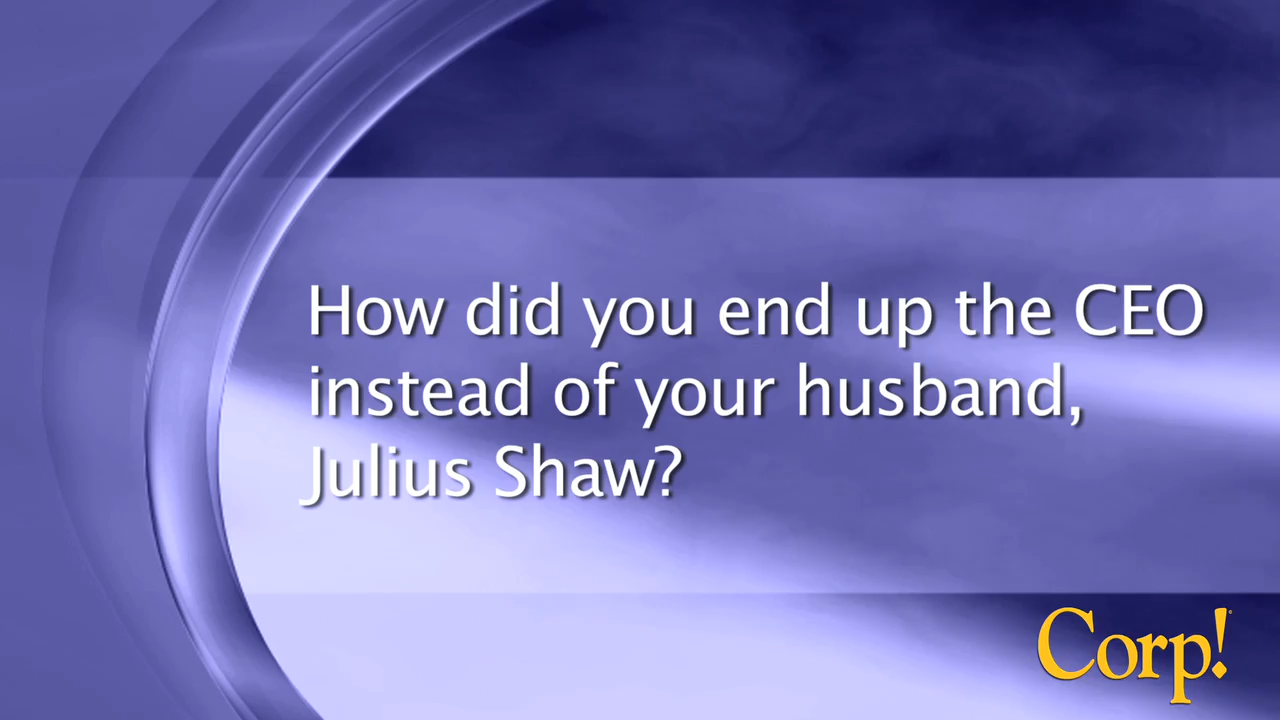 How did you end up the CEO
instead of your husband,
Julius Shaw?
Corp!